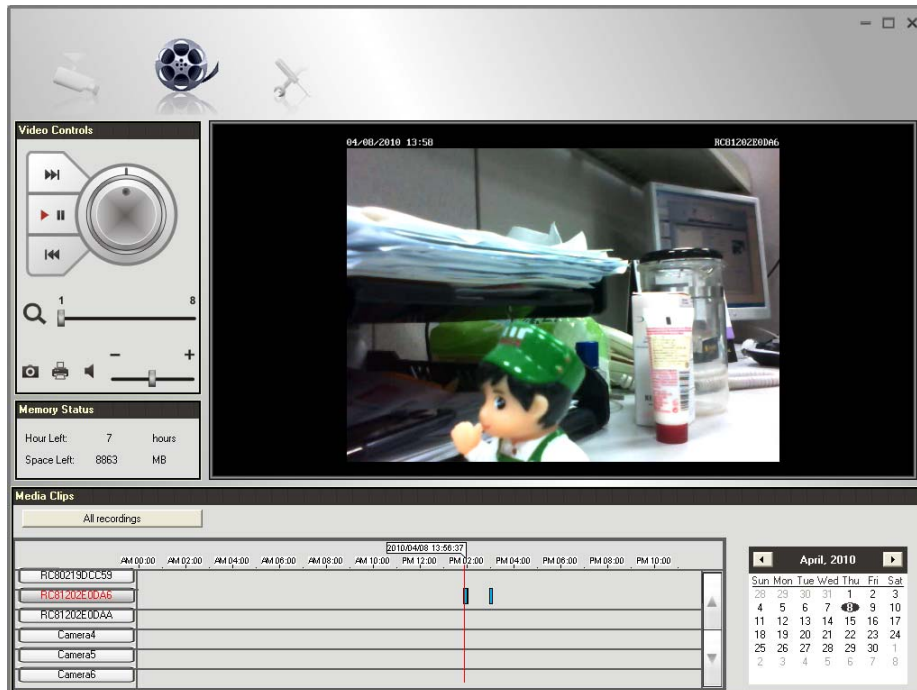 Video Controls
04/08/2010 13:58 RC81202E0DA6
1 8
- +
Memory Status
Hour Left: 7 hours
Space Left: 8863 MB
Media Clips
All recordings
2010/04/08 13:56:37
AM 00:00 AM 02:00 AM 04:00 AM 06:00 AM 08:00 AM 10:00 PM 12:00 PM 02:00 PM 04:00 PM 06:00 PM 08:00 PM 10:00
RC80219DCC59
RC81202E0DA6
RC81202E0DAA
Camera4
Camera5
Camera6
April, 2010
Sun Mon Tue Wed Thu Fri Sat
28 29 30 31 1 2 3
4 5 6 7 8 9 10
11 12 13 14 15 16 17
18 19 20 21 22 23 24
25 26 27 28 29 30 1
2 3 4 5 6 7 8